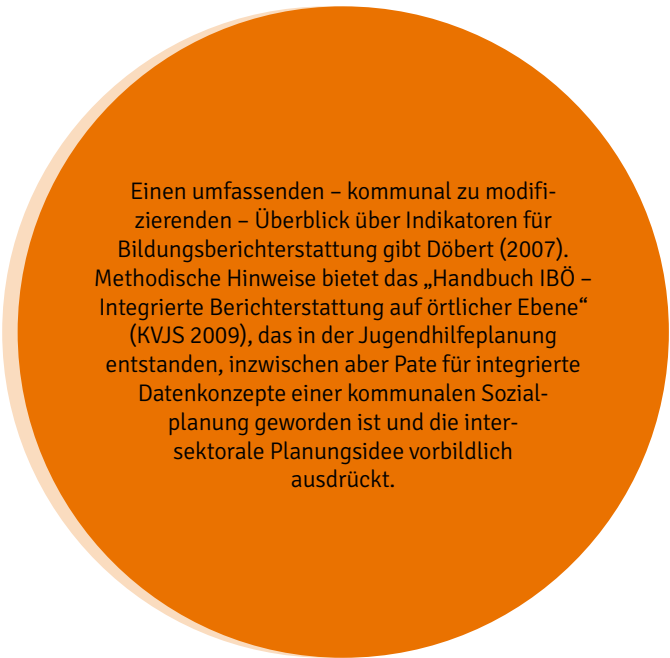 Einen umfassenden – kommunal zu modifi-
zierenden – Überblick über Indikatoren für
Bildungsberichterstattung gibt Döbert (2007).
Methodische Hinweise bietet das „Handbuch IBÖ –
Integrierte Berichterstattung auf örtlicher Ebene“
(KVJS 2009), das in der Jugendhilfeplanung
entstanden, inzwischen aber Pate für integrierte
Datenkonzepte einer kommunalen Sozial-
planung geworden ist und die inter-
sektorale Planungsidee vorbildlich
ausdrückt.